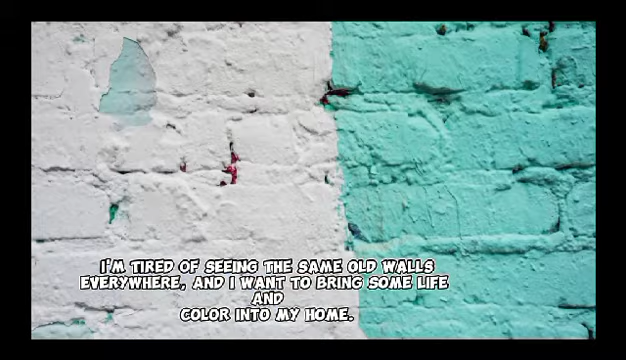 I'M TIRED OF SEEING THE SAME OLD WALLS
EVERYWHERE, AND I WANT TO BRING SOME LIFE
AND
COLOR INTO MY HOME.